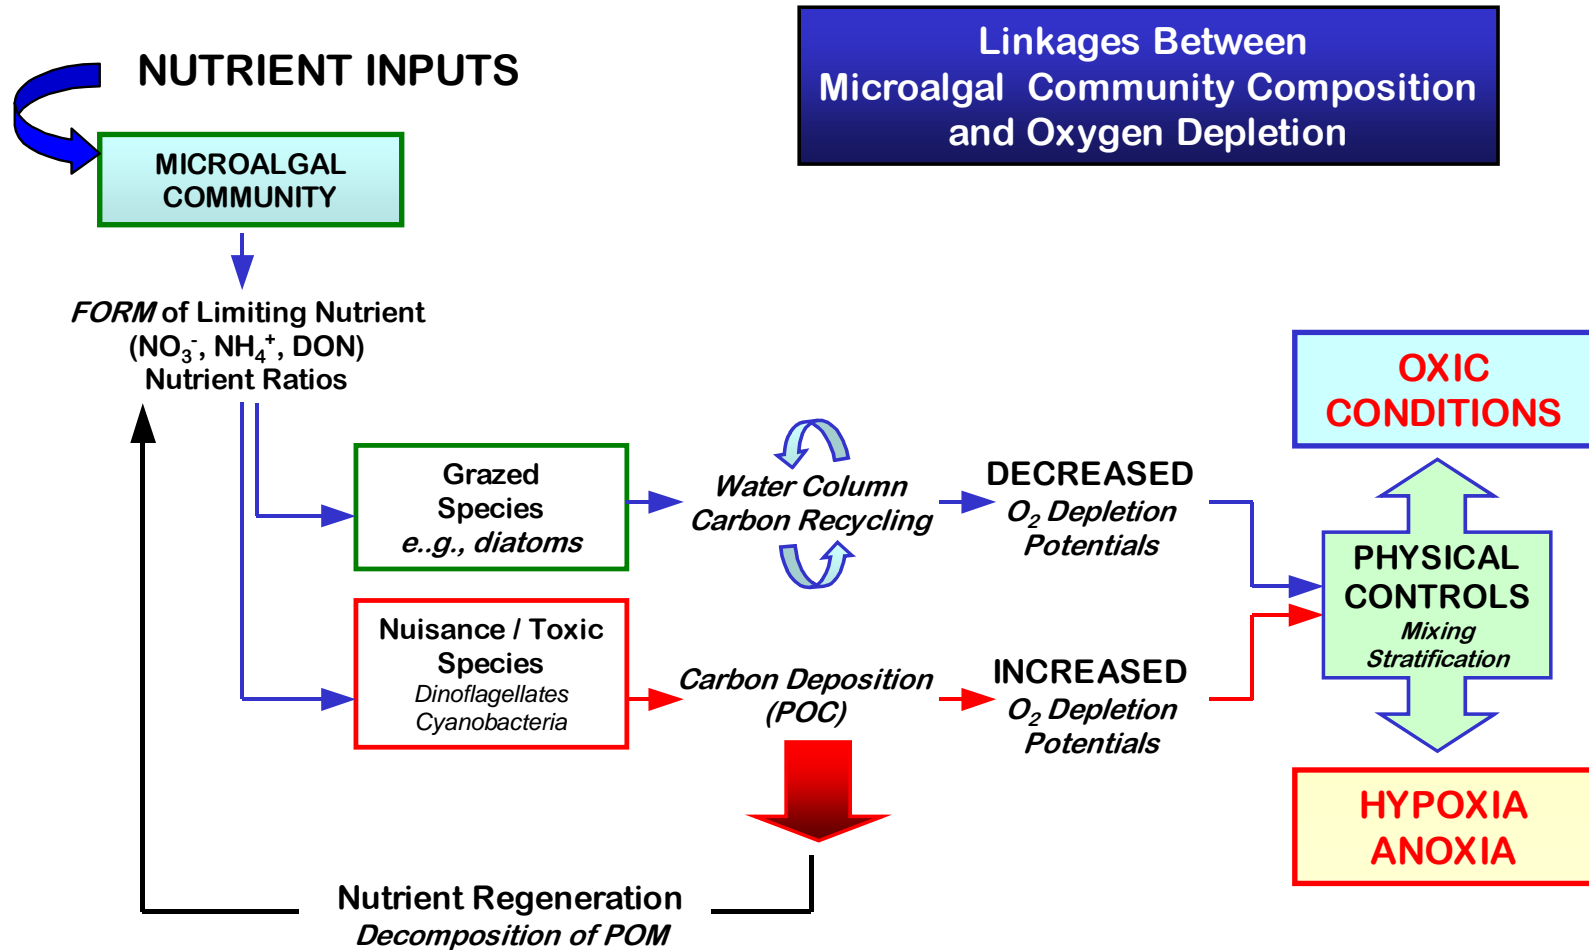 NUTRIENT INPUTS
Linkages Between
Microalgal Community Composition
and Oxygen Depletion
MICROALGAL
COMMUNITY
FORM of Limiting Nutrient
(NO₃⁻, NH₄⁺, DON)
Nutrient Ratios
Grazed
Species
e..g., diatoms
Water Column
Carbon Recycling
DECREASED
O₂ Depletion
Potentials
OXIC
CONDITIONS
PHYSICAL
CONTROLS
Mixing
Stratification
Nuisance / Toxic
Species
Dinoflagellates
Cyanobacteria
Carbon Deposition
(POC)
INCREASED
O₂ Depletion
Potentials
HYPOXIA
ANOXIA
Nutrient Regeneration
Decomposition of POM